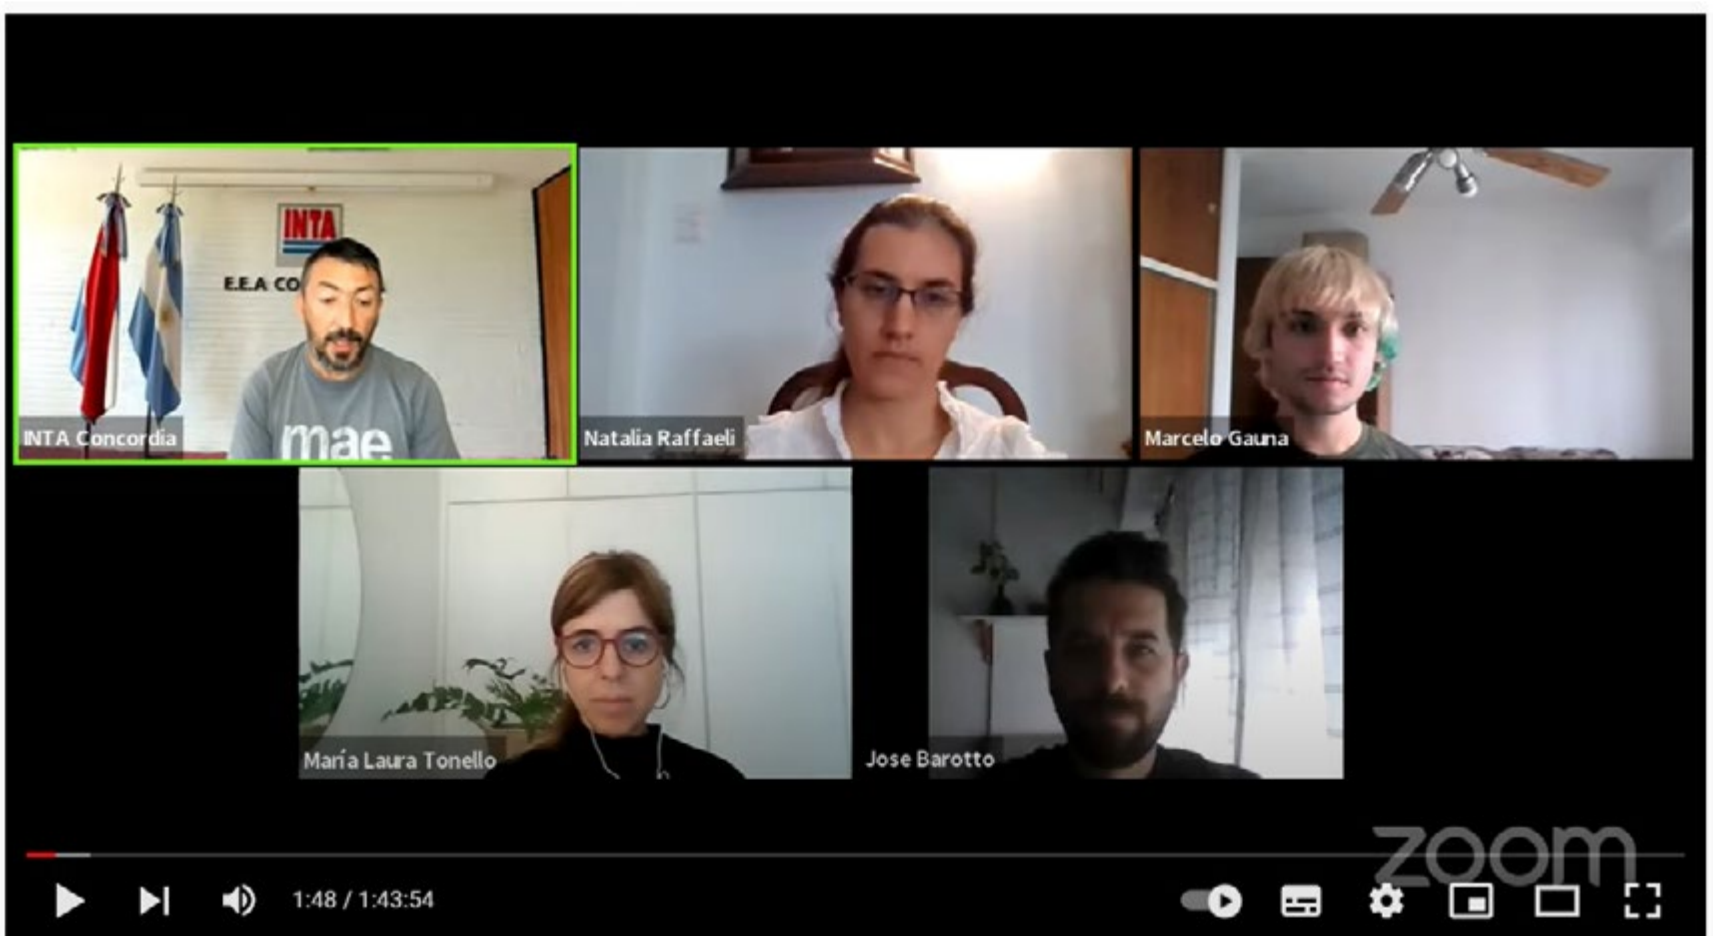 INTA
E.E.A CO
mae
INTA Concordia
Natalia Raffaeli
Marcelo Gauna
María Laura Tonello
Jose Barotto
zoom
1:48 / 1:43:54